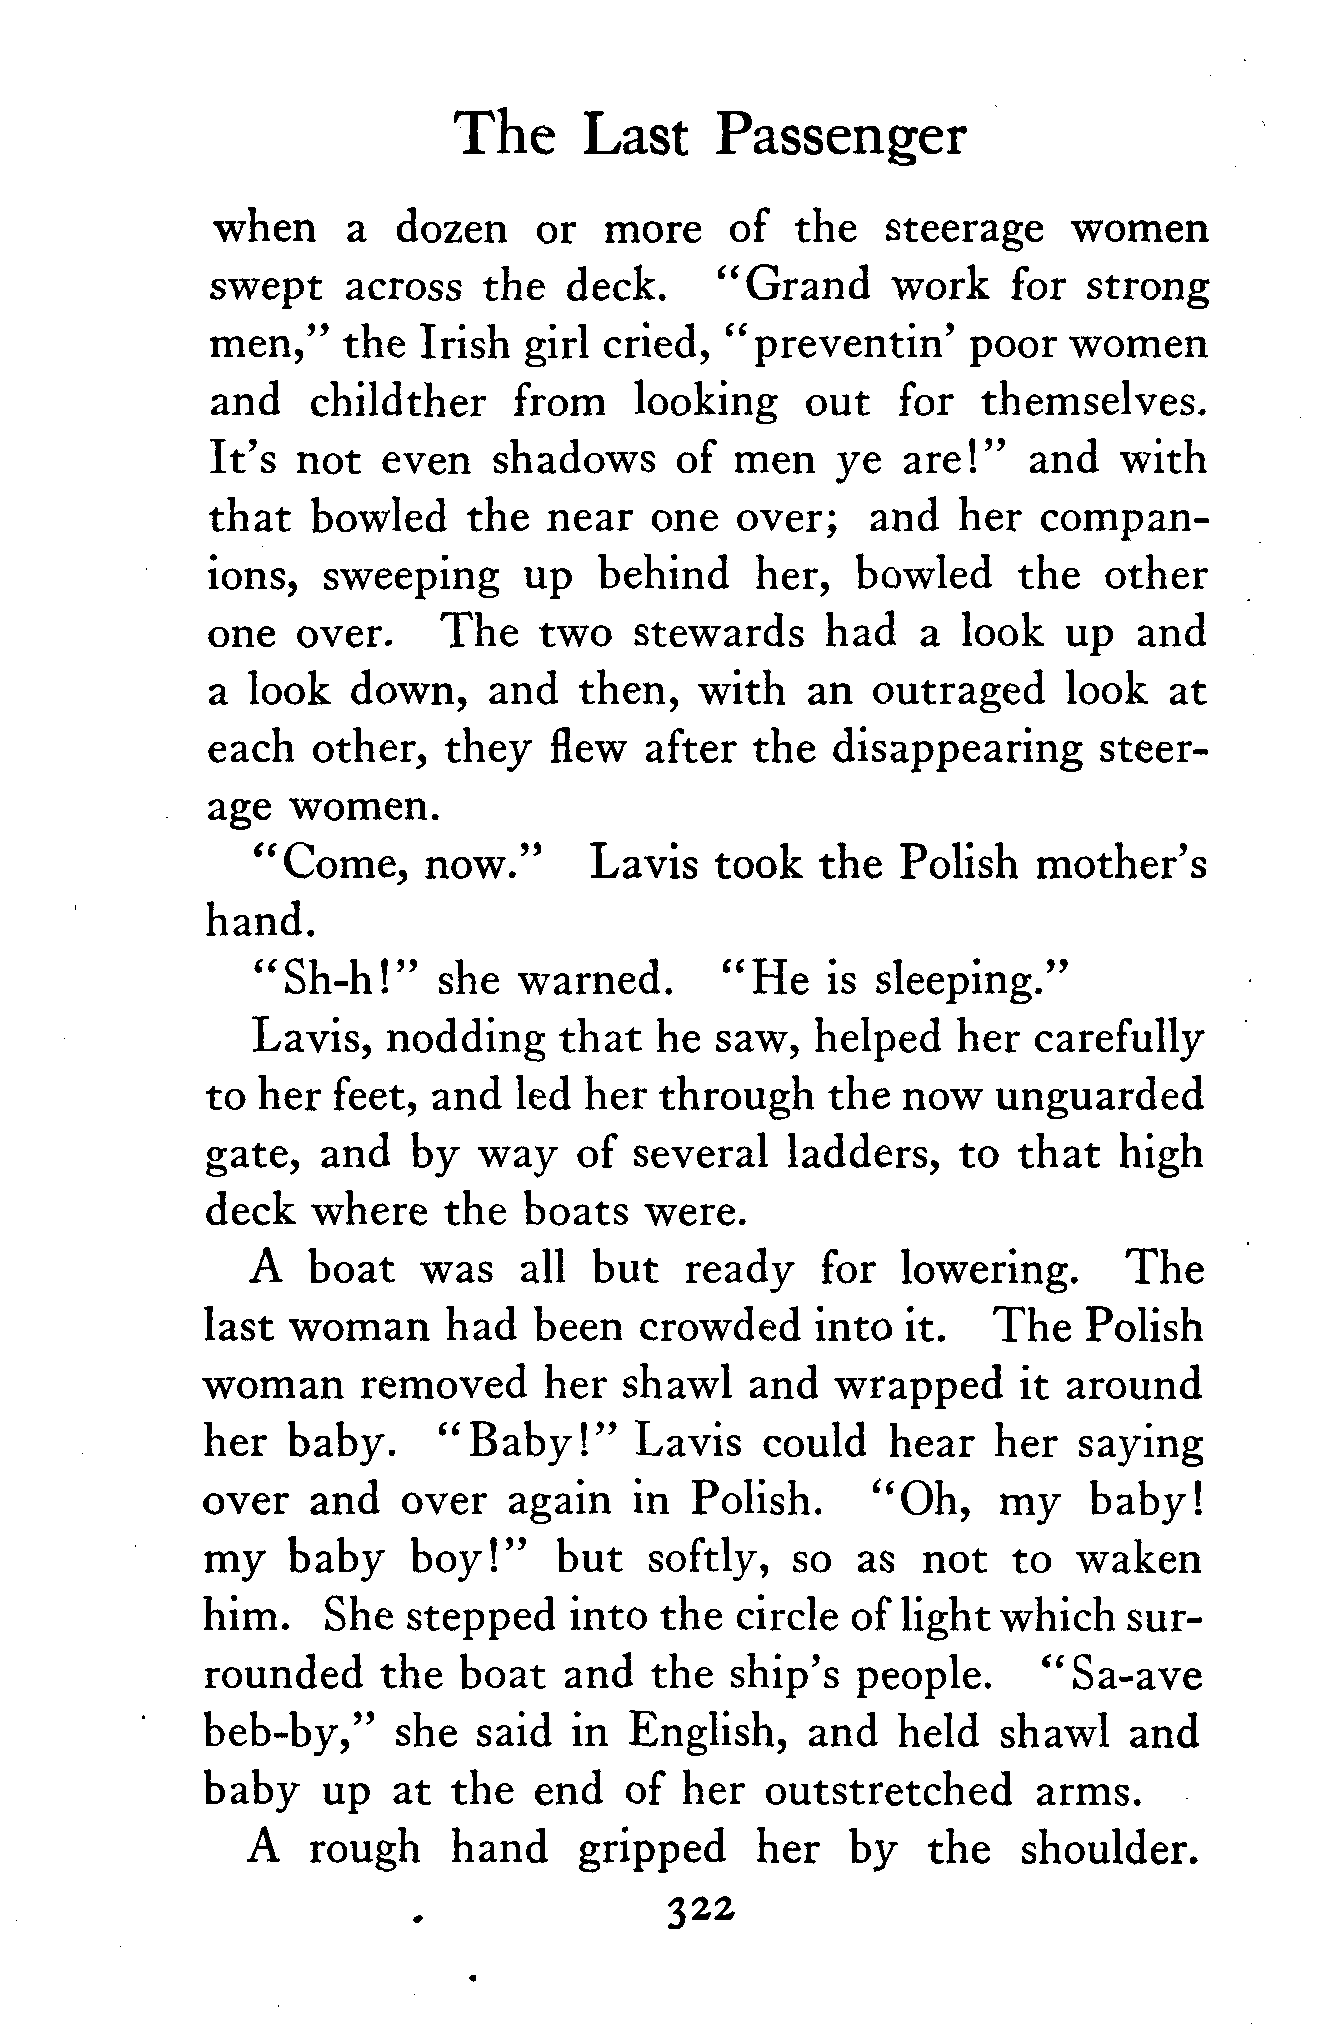 The Last Passenger
when a dozen or more of the steerage women
swept across the deck. "Grand work for strong
men," the Irish girl cried, "preventin' poor women
and childther from looking out for themselves.
It's not even shadows of men ye are!" and with
that bowled the near one over; and her compan-
ions, sweeping up behind her, bowled the other
one over. The two stewards had a look up and
a look down, and then, with an outraged look at
each other, they flew after the disappearing steer-
age women.
"Come, now." Lavis took the Polish mother's
hand.
"Sh-h!" she warned. "He is sleeping."
Lavis, nodding that he saw, helped her carefully
to her feet, and led her through the now unguarded
gate, and by way of several ladders, to that high
deck where the boats were.
A boat was all but ready for lowering. The
last woman had been crowded into it. The Polish
woman removed her shawl and wrapped it around
her baby. "Baby!" Lavis could hear her saying
over and over again in Polish. "Oh, my baby!
my baby boy!" but softly, so as not to waken
him. She stepped into the circle of light which sur-
rounded the boat and the ship's people. "Sa-ave
beb-by," she said in English, and held shawl and
baby up at the end of her outstretched arms.
A rough hand gripped her by the shoulder.
322